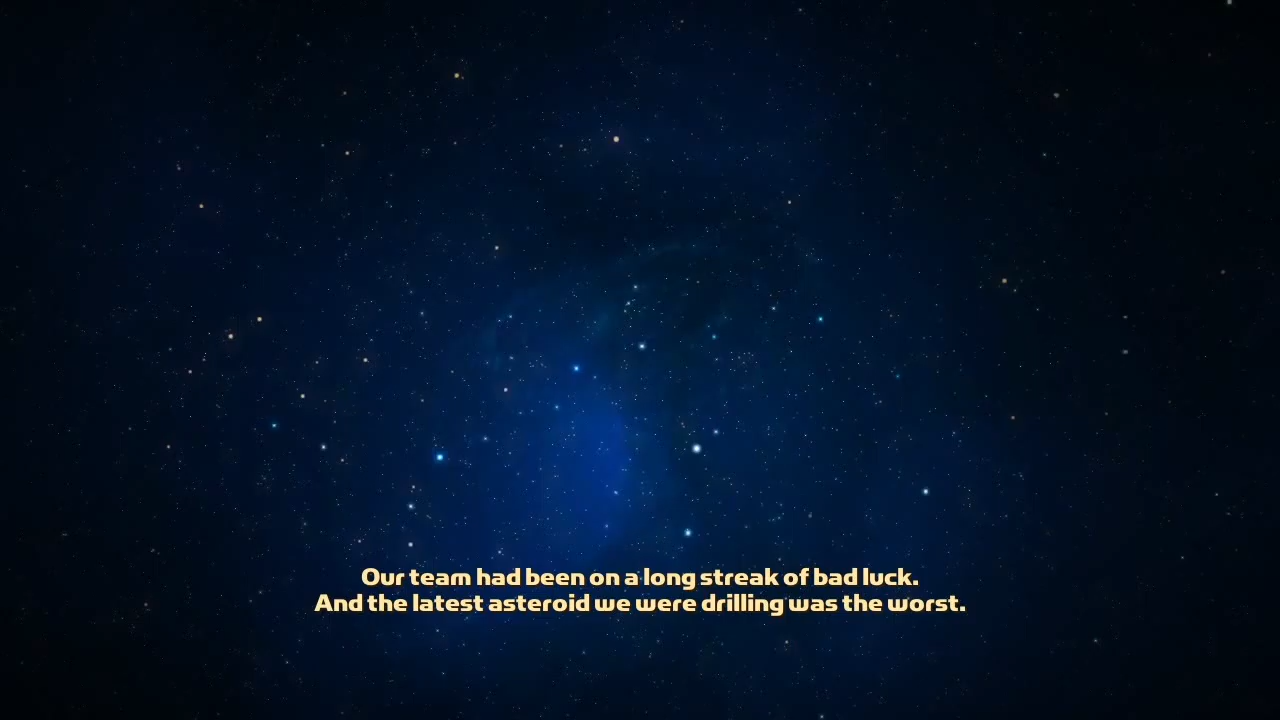 Our team had been on a long streak of bad luck.
And the latest asteroid we were drilling was the worst.